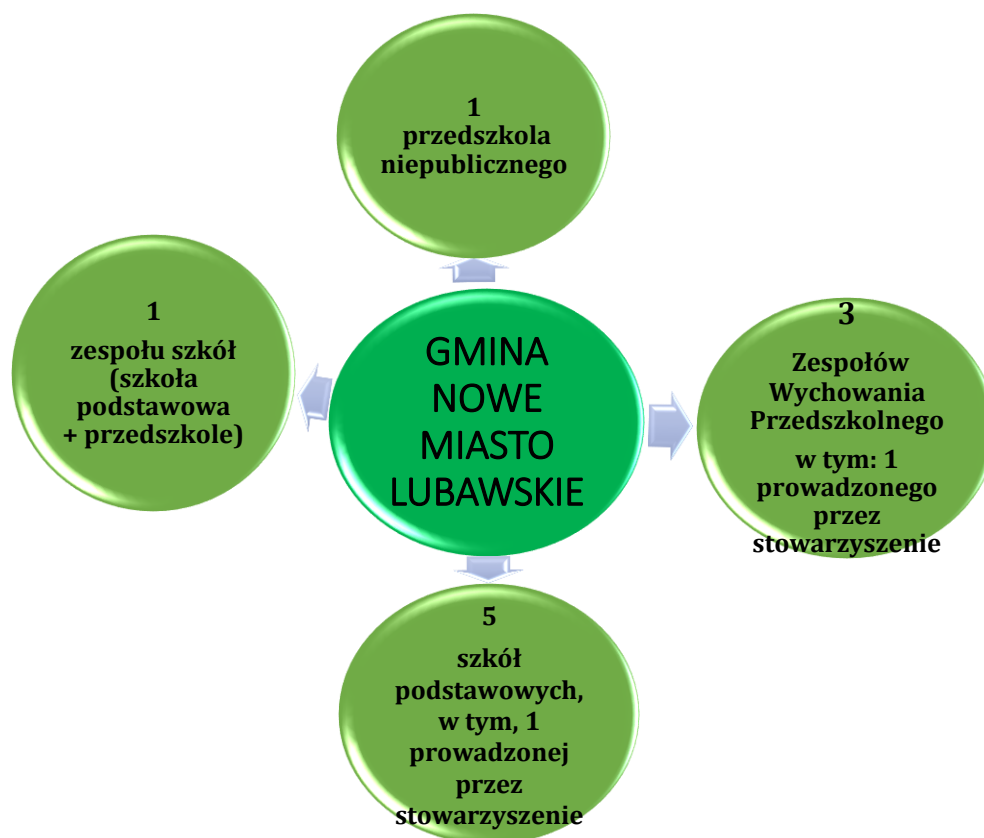 1
przedszkola
niepublicznego
1
zespołu szkół
(szkoła
podstawowa
+ przedszkole)
GMINA
NOWE
MIASTO
LUBAWSKIE
3
Zespołów
Wychowania
Przedszkolnego
w tym: 1
prowadzonego
przez
stowarzyszenie
5
szkół
podstawowych,
w tym, 1
prowadzonej
przez
stowarzyszenie